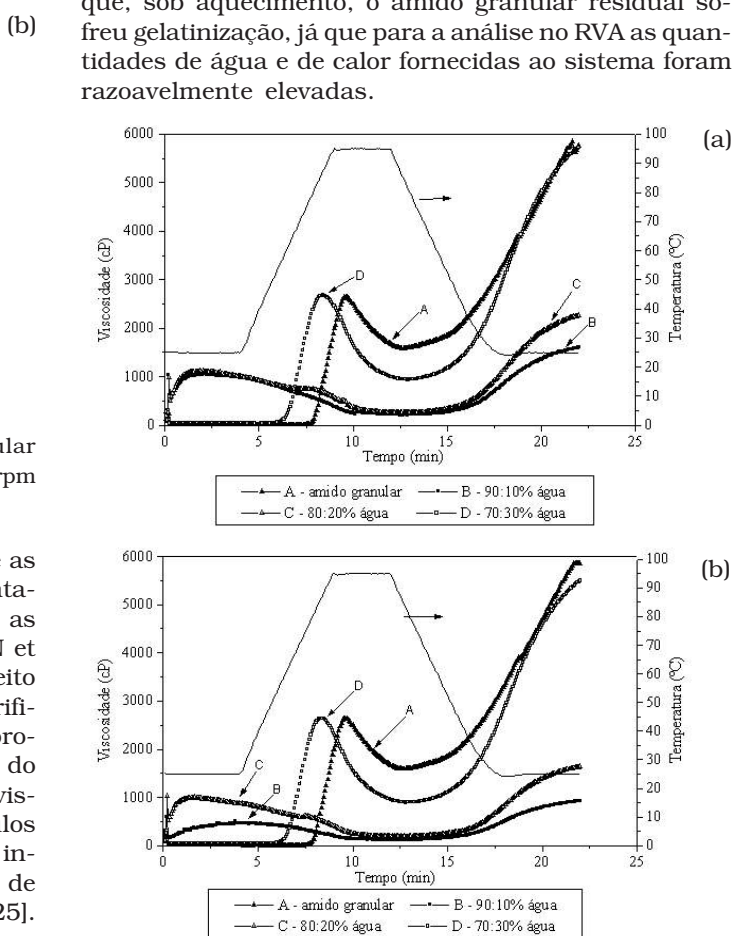 (b)
que, sob aquecimento, o amido granular residual so-
freu gelatinização, já que para a análise no RVA as quan-
tidades de água e de calor fornecidas ao sistema foram
razoavelmente elevadas.
(a)
6000
5000
4000
3000
2000
1000
0
Viscosidade (cP)
100
90
80
70
60
50
40
30
20
10
0
Temperatura (ºC)
D
A
C
B
0 5 10 15 20 25
Tempo (min)
A - amido granular B - 90:10% água
C - 80:20% água D - 70:30% água
ular
rpm
(b)
6000
5000
4000
3000
2000
1000
0
Viscosidade (cP)
100
90
80
70
60
50
40
30
20
10
0
Temperatura (ºC)
D
A
C
B
0 5 10 15 20 25
Tempo (min)
A - amido granular B - 90:10% água
C - 80:20% água D - 70:30% água
e as
nta-
as
N et
eito
rifi-
pro-
do
vis-
los
in-
de
25].